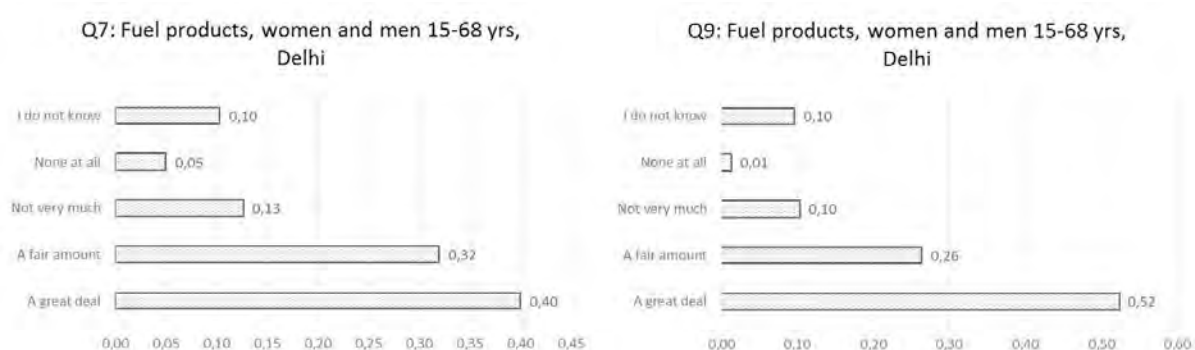 Q7: Fuel products, women and men 15-68 yrs,
Delhi
I do not know
0,10
None at all
0,05
Not very much
0,13
A fair amount
0,32
A great deal
0,40
0,00 0,05 0,10 0,15 0,20 0,25 0,30 0,35 0,40 0,45
Q9: Fuel products, women and men 15-68 yrs,
Delhi
I do not know
0,10
None at all
0,01
Not very much
0,10
A fair amount
0,26
A great deal
0,52
0,00 0,10 0,20 0,30 0,40 0,50 0,60